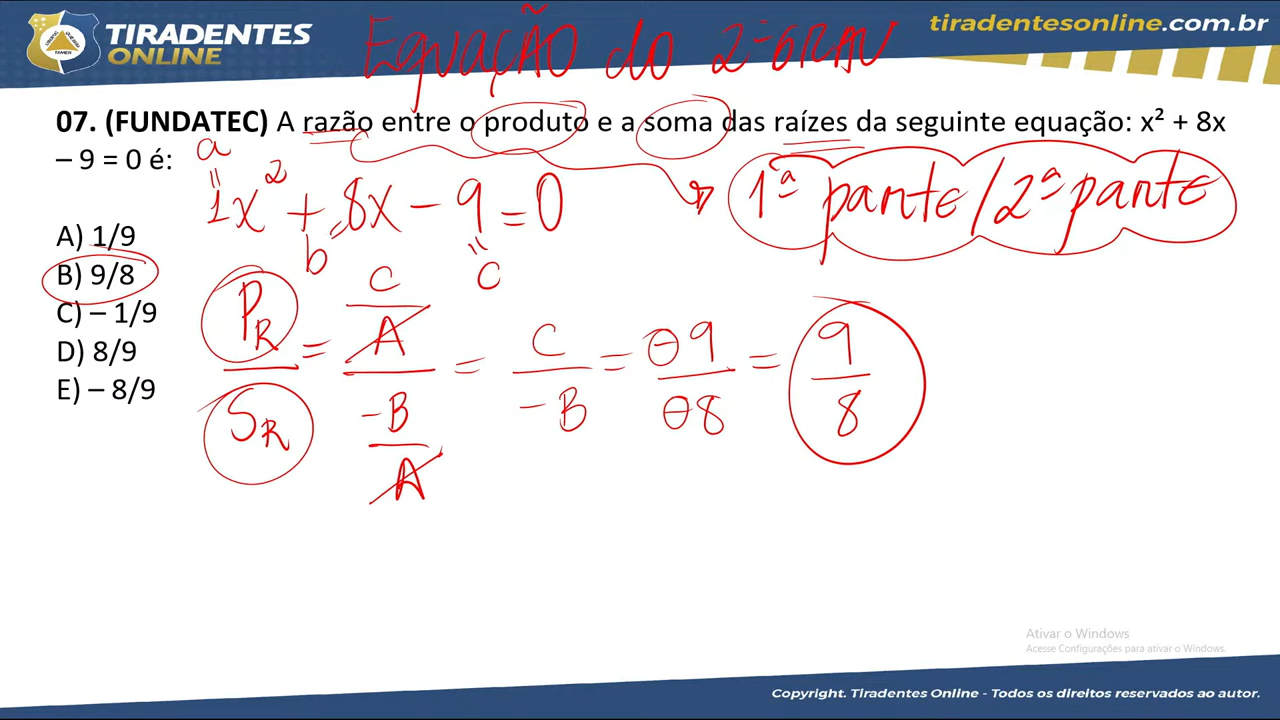 TIRADENTES
ONLINE
Equação do 2º GRAU
tiradentesonline.com.br
07. (FUNDATEC) A razão entre o produto e a soma das raízes da seguinte equação: x² + 8x
– 9 = 0 é:
a
"
1x² + 8x - 9 = 0
b =
"
c
1ª parte / 2ª parte
A) 1/9
B) 9/8
C) – 1/9
D) 8/9
E) – 8/9
PR / SR = C/A / -B/A = C / -B = -9 / -8 = 9 / 8
Ativar o Windows
Acesse Configurações para ativar o Windows.
Copyright. Tiradentes Online - Todos os direitos reservados ao autor.